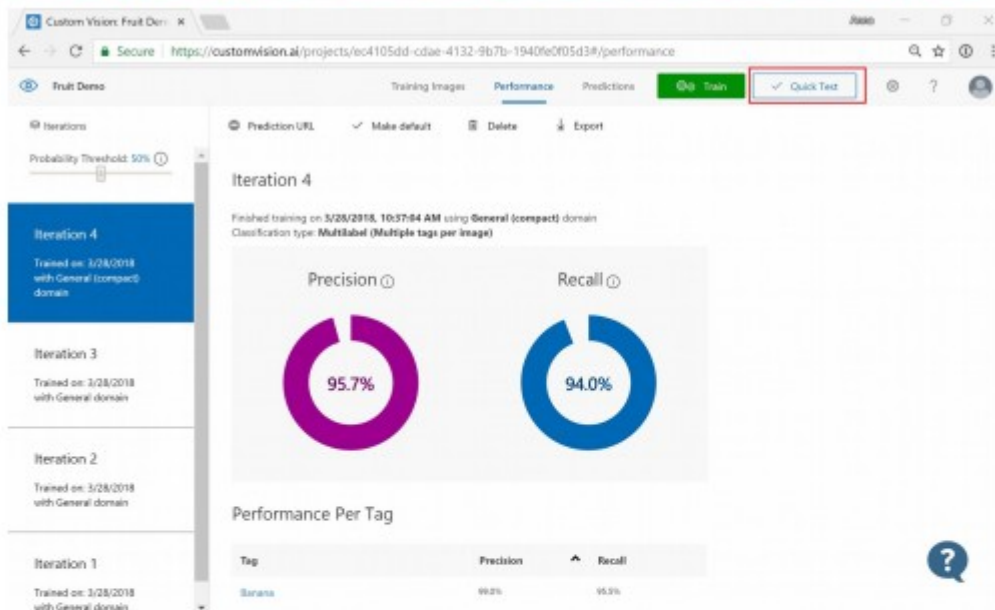 Custom Vision: Fruit Dem
Secure https://customvision.ai/projects/ec4105dd-cdae-4132-9b7b-1940fe0f05d3#/performance
Fruit Demo Training Images Performance Predictions Train Quick Test ?
Iterations Prediction URL Make default Delete Export
Probability Threshold: 50%
Iteration 4
Finished training on 3/28/2018, 10:37:04 AM using General (compact) domain
Classification type: Multilabel (Multiple tags per image)
Iteration 4
Trained on: 3/28/2018
with General (compact)
domain
Precision Recall
95.7% 94.0%
Iteration 3
Trained on: 3/28/2018
with General domain
Iteration 2
Trained on: 3/28/2018
with General domain
Performance Per Tag
Tag Precision Recall
Iteration 1
Trained on: 3/28/2018
with General domain
Banana
?